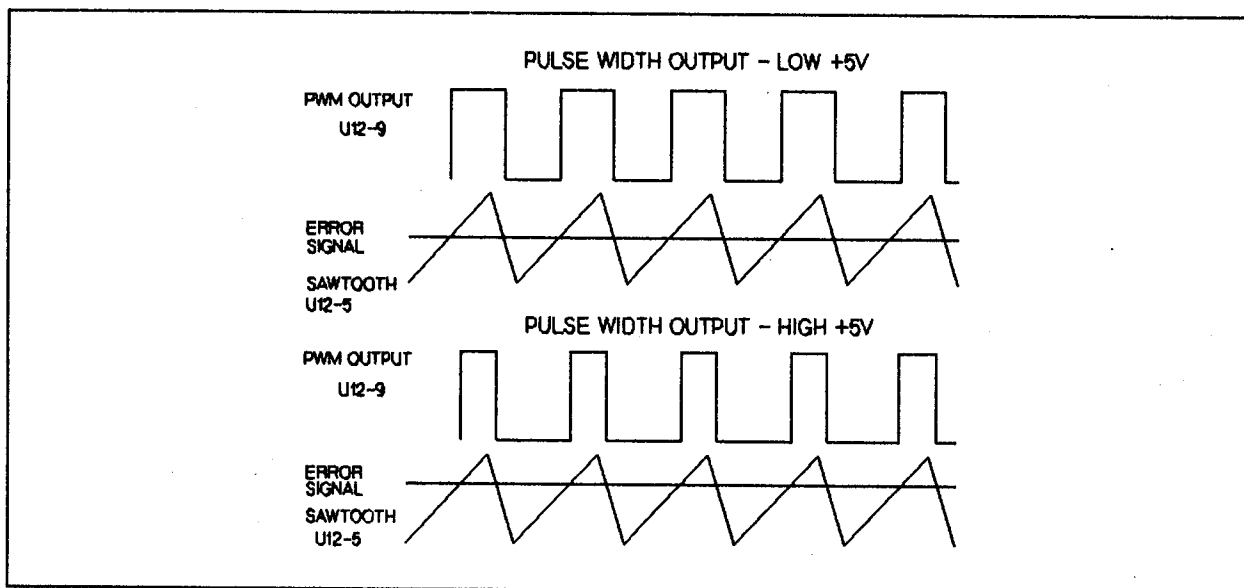 PULSE WIDTH OUTPUT - LOW +5V
PWM OUTPUT
U12-9
ERROR
SIGNAL
SAWTOOTH
U12-5
PULSE WIDTH OUTPUT - HIGH +5V
PWM OUTPUT
U12-9
ERROR
SIGNAL
SAWTOOTH
U12-5